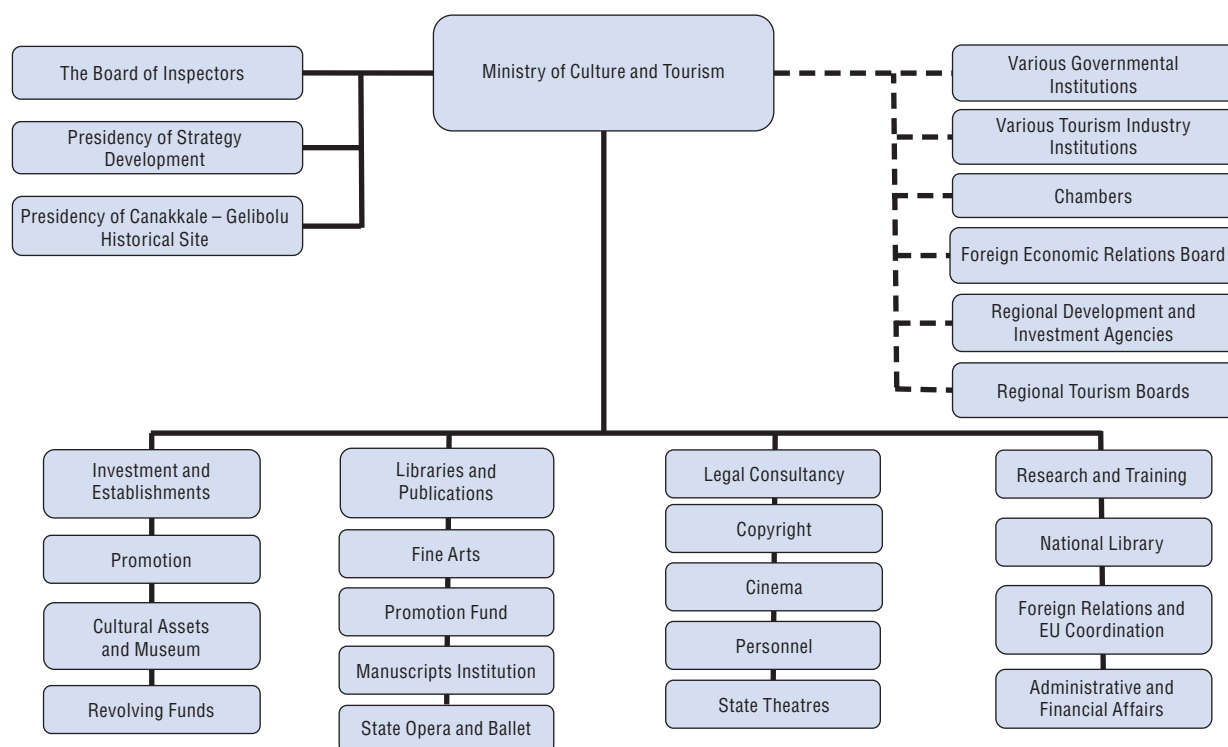 Ministry of Culture and Tourism
The Board of Inspectors
Presidency of Strategy
Development
Presidency of Canakkale – Gelibolu
Historical Site
Various Governmental
Institutions
Various Tourism Industry
Institutions
Chambers
Foreign Economic Relations Board
Regional Development and
Investment Agencies
Regional Tourism Boards
Investment and
Establishments
Promotion
Cultural Assets
and Museum
Revolving Funds
Libraries and
Publications
Fine Arts
Promotion Fund
Manuscripts Institution
State Opera and Ballet
Legal Consultancy
Copyright
Cinema
Personnel
State Theatres
Research and Training
National Library
Foreign Relations and
EU Coordination
Administrative and
Financial Affairs